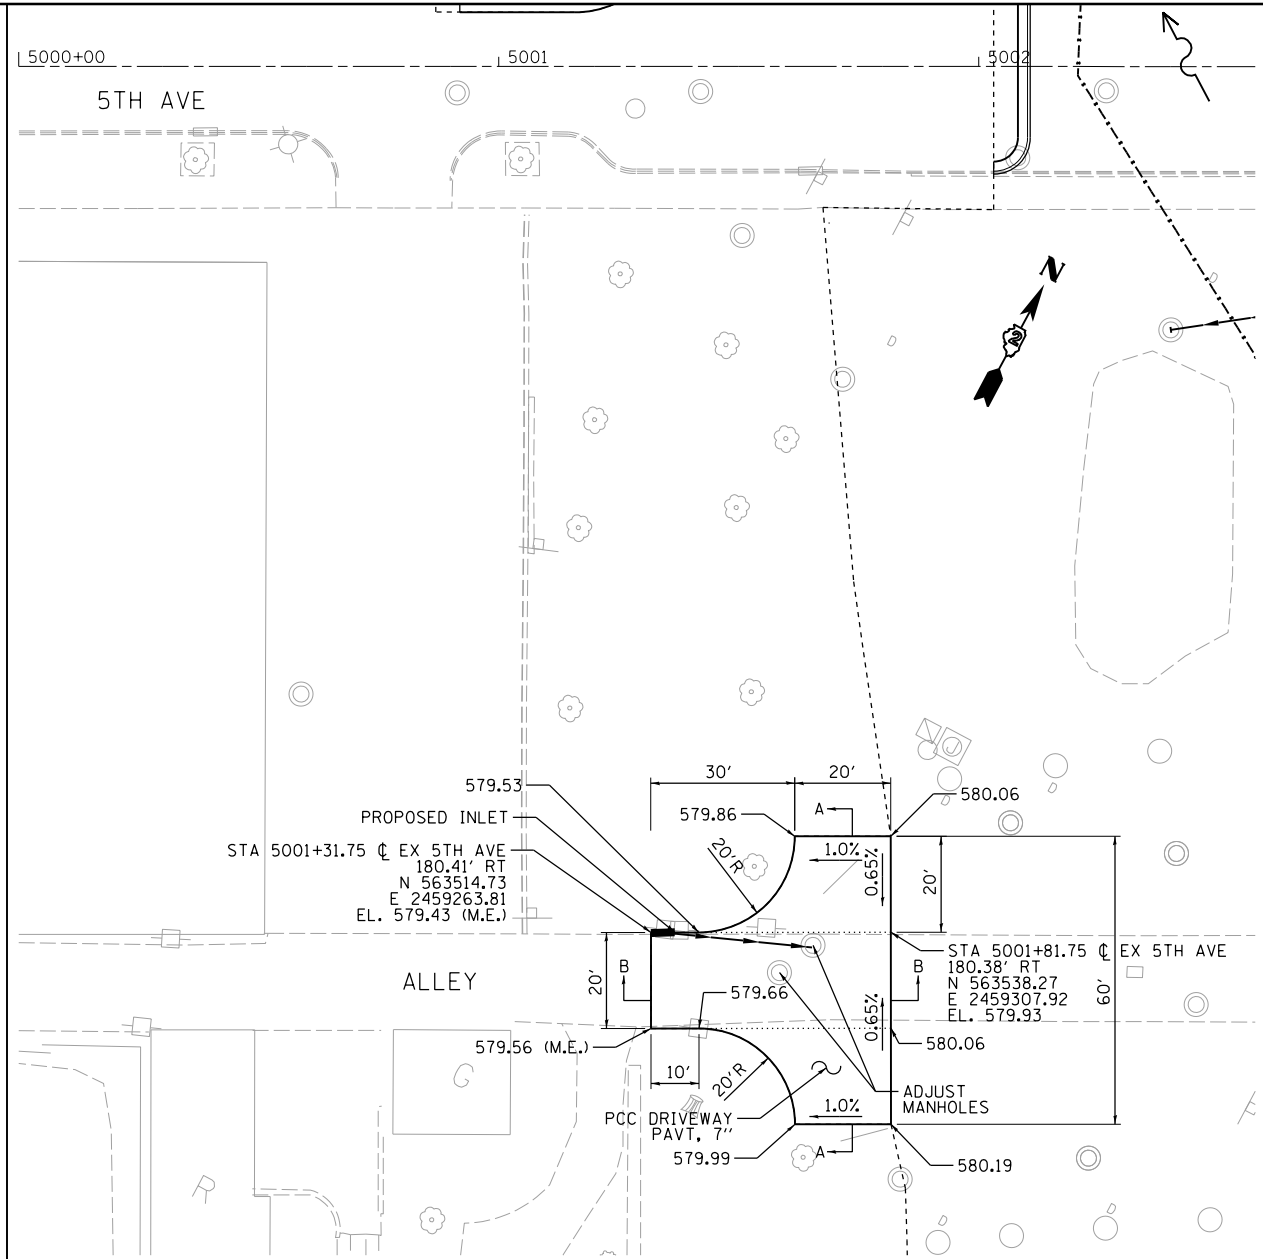 5000+00
5001
5002
5TH AVE
N
2
30'
20'
579.53
580.06
579.86
A
PROPOSED INLET
20'R
1.0%
0.65%
20'
STA 5001+31.75 ℄ EX 5TH AVE
180.41' RT
N 563514.73
E 2459263.81
EL. 579.43 (M.E.)
STA 5001+81.75 ℄ EX 5TH AVE
180.38' RT
N 563538.27
E 2459307.92
EL. 579.93
ALLEY
20'
B
B
60'
579.66
0.65%
580.06
579.56 (M.E.)
10'
20'R
G
ADJUST
MANHOLES
1.0%
PCC DRIVEWAY
PAVT, 7''
579.99
A
580.19
R